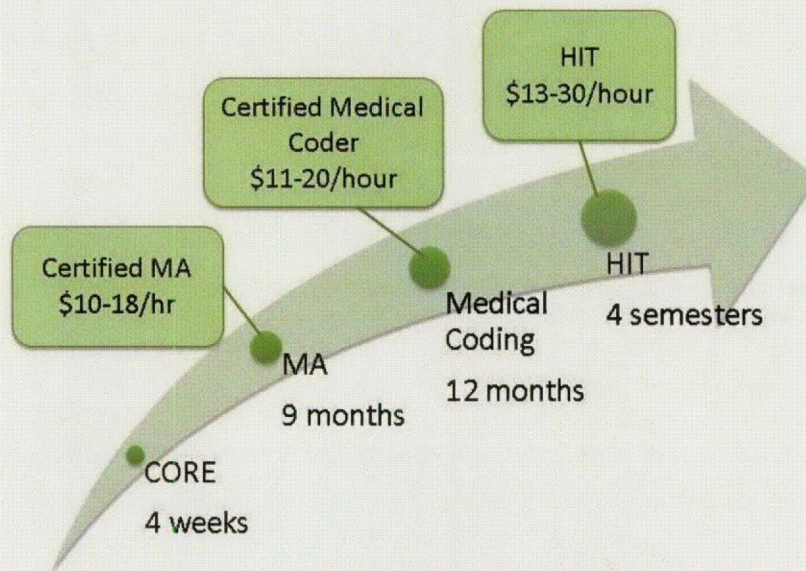 HIT
$13-30/hour
Certified Medical
Coder
$11-20/hour
Certified MA
$10-18/hr
HIT
4 semesters
Medical
Coding
12 months
MA
9 months
CORE
4 weeks